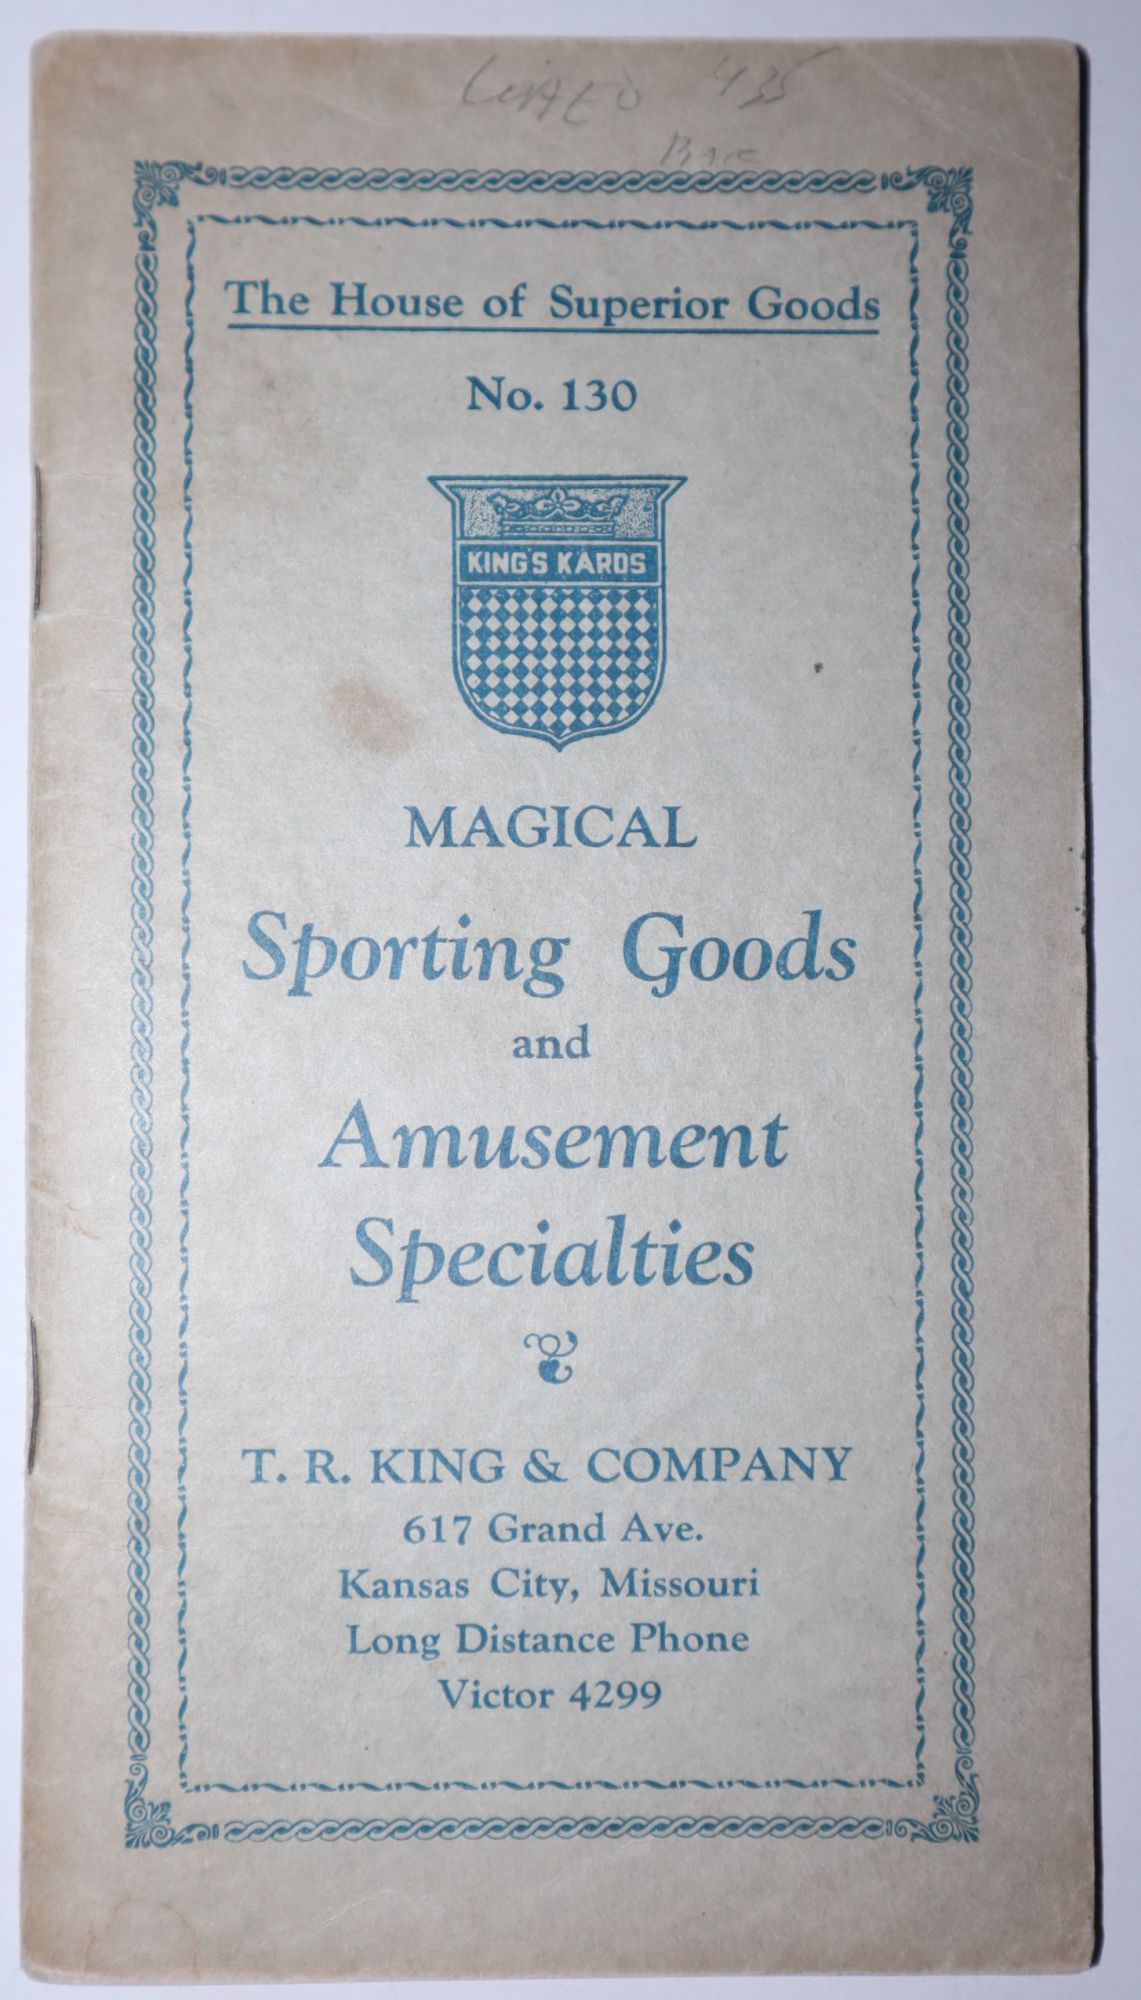 The House of Superior Goods
No. 130
KING'S KARDS
MAGICAL
Sporting Goods
and
Amusement
Specialties
T. R. KING & COMPANY
617 Grand Ave.
Kansas City, Missouri
Long Distance Phone
Victor 4299